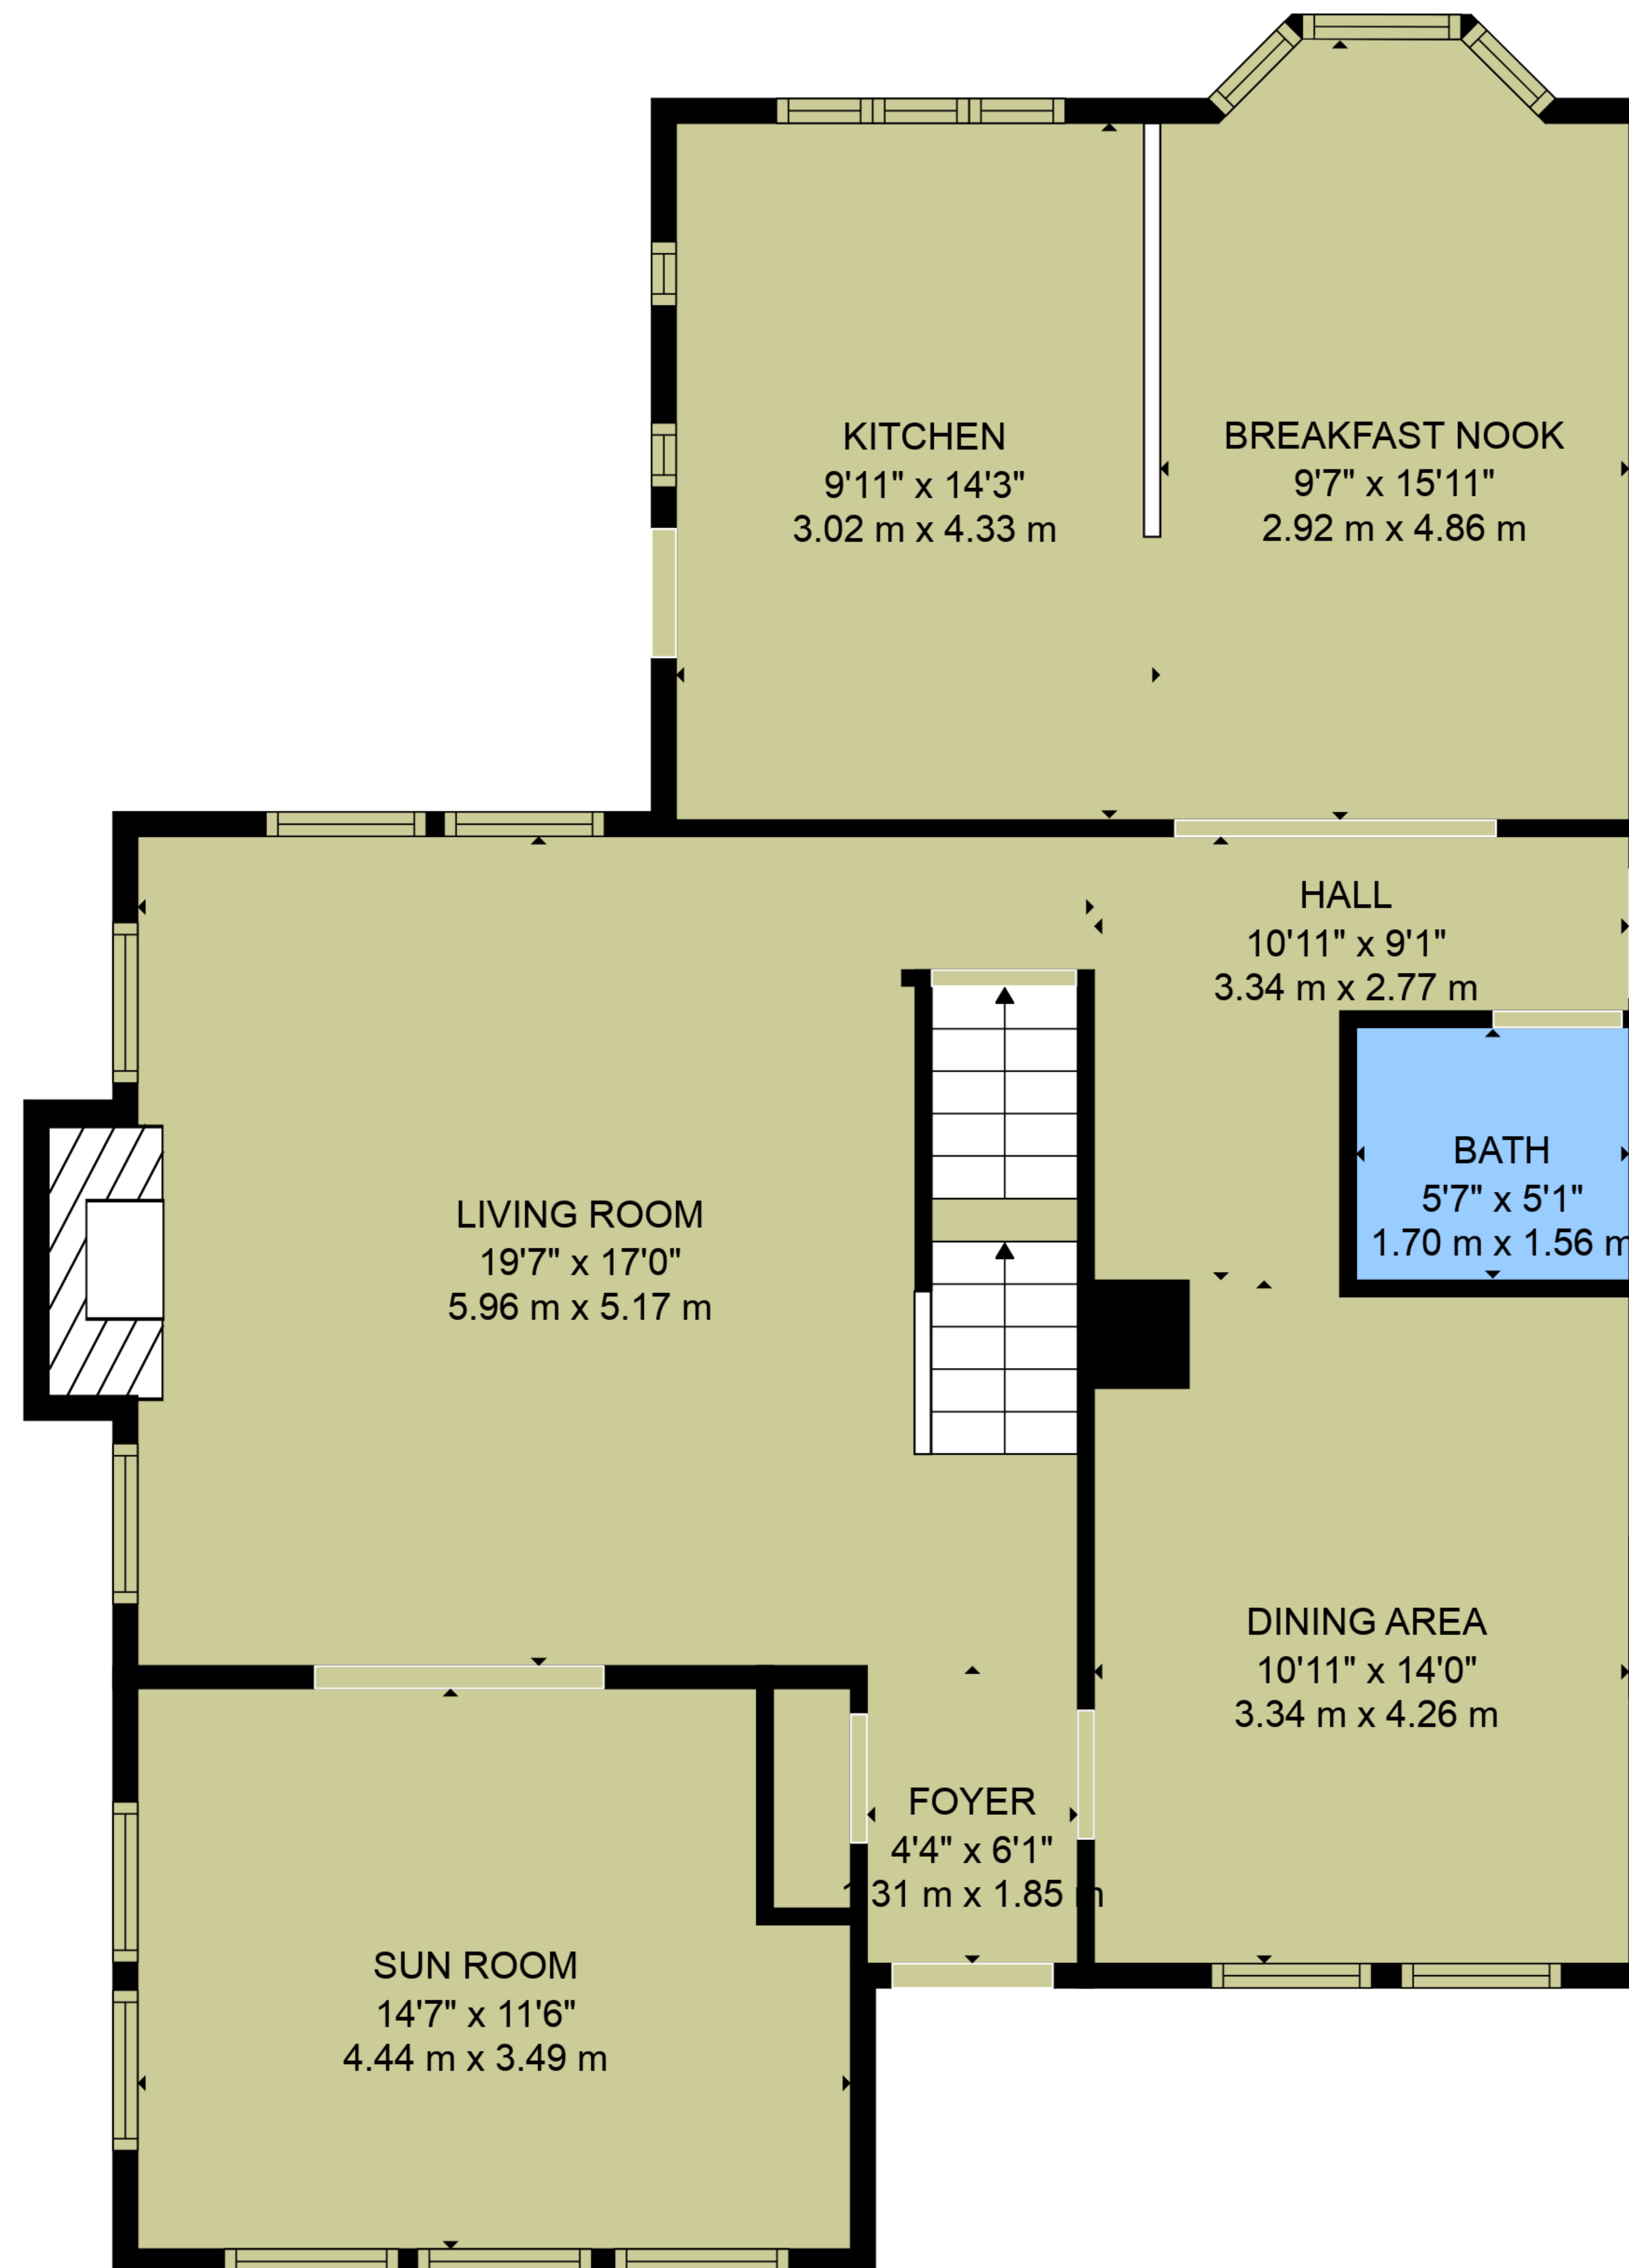 KITCHEN
9'11" x 14'3"
3.02 m x 4.33 m
BREAKFAST NOOK
9'7" x 15'11"
2.92 m x 4.86 m
HALL
10'11" x 9'1"
3.34 m x 2.77 m
BATH
5'7" x 5'1"
1.70 m x 1.56 m
LIVING ROOM
19'7" x 17'0"
5.96 m x 5.17 m
DINING AREA
10'11" x 14'0"
3.34 m x 4.26 m
FOYER
4'4" x 6'1"
1.31 m x 1.85 m
SUN ROOM
14'7" x 11'6"
4.44 m x 3.49 m